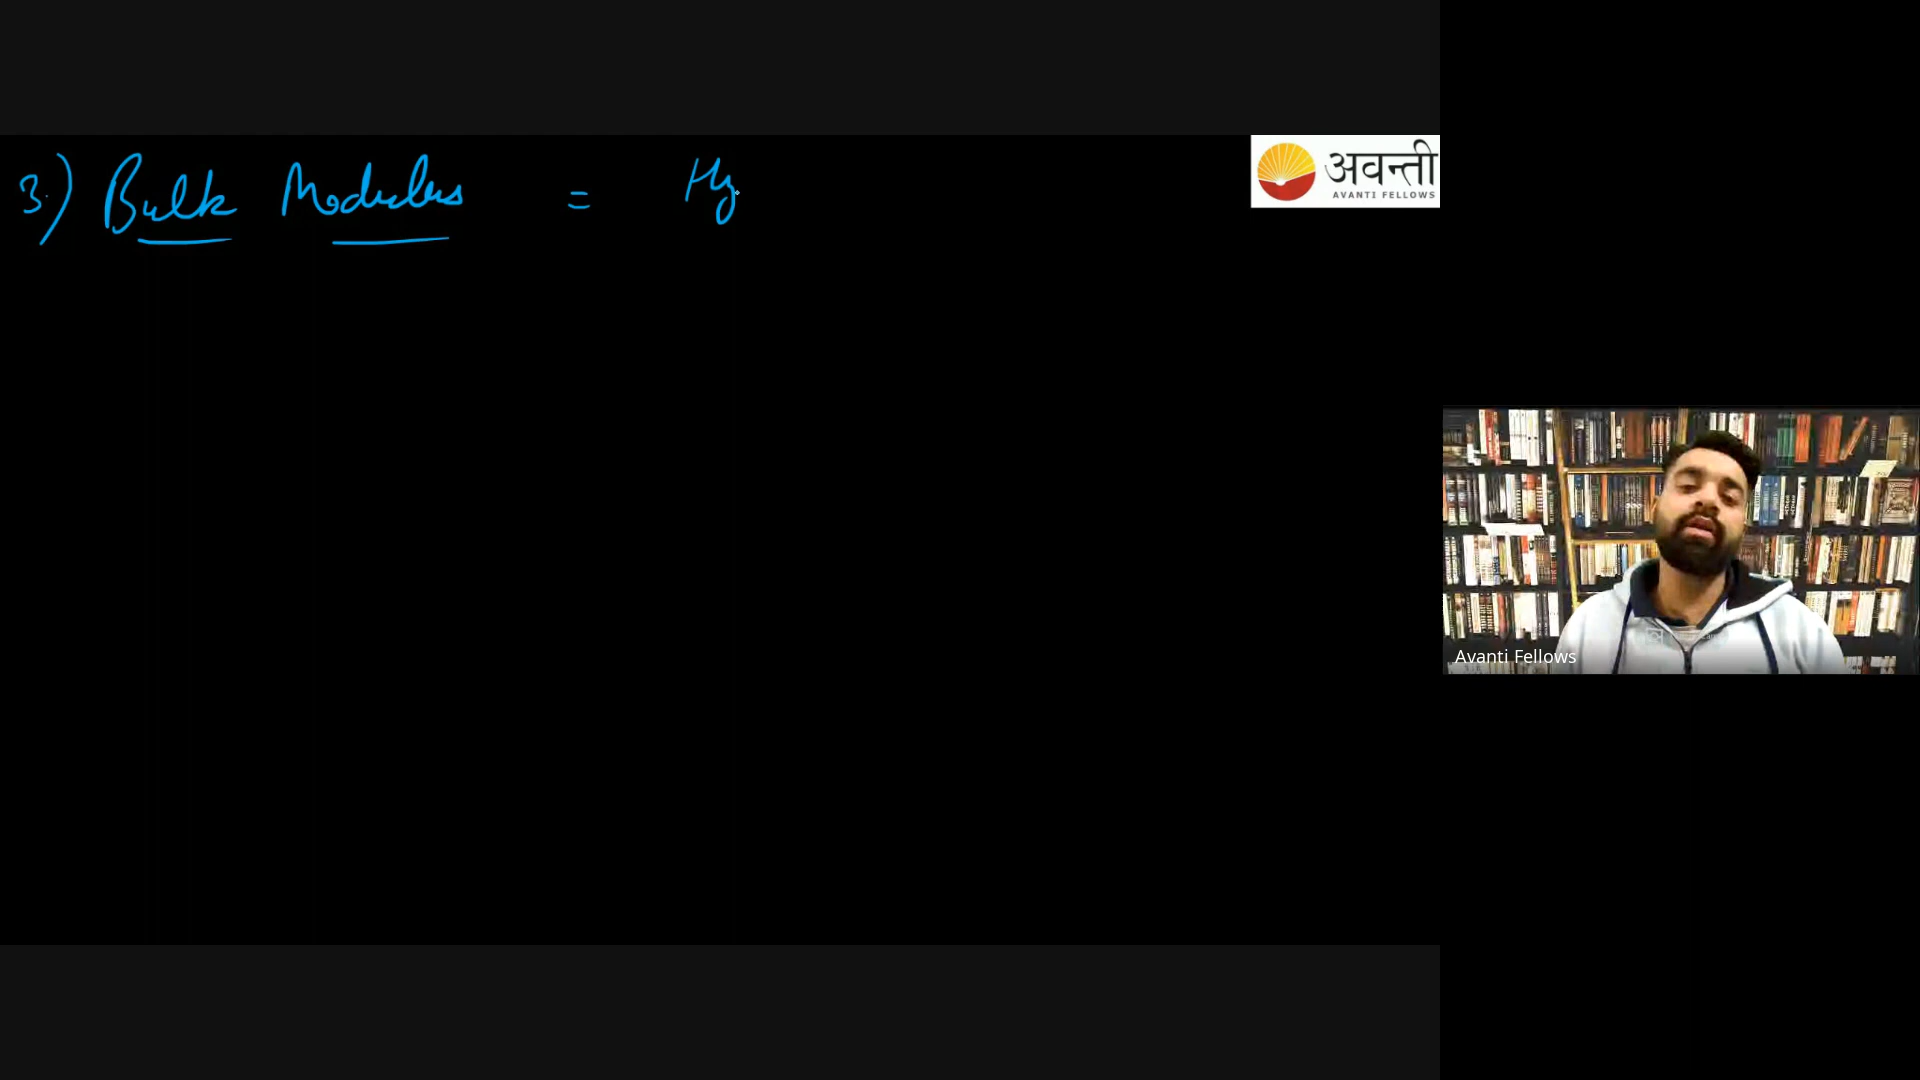 3.) Bulk Modulus = Hy
अवन्ती
AVANTI FELLOWS
Avanti Fellows